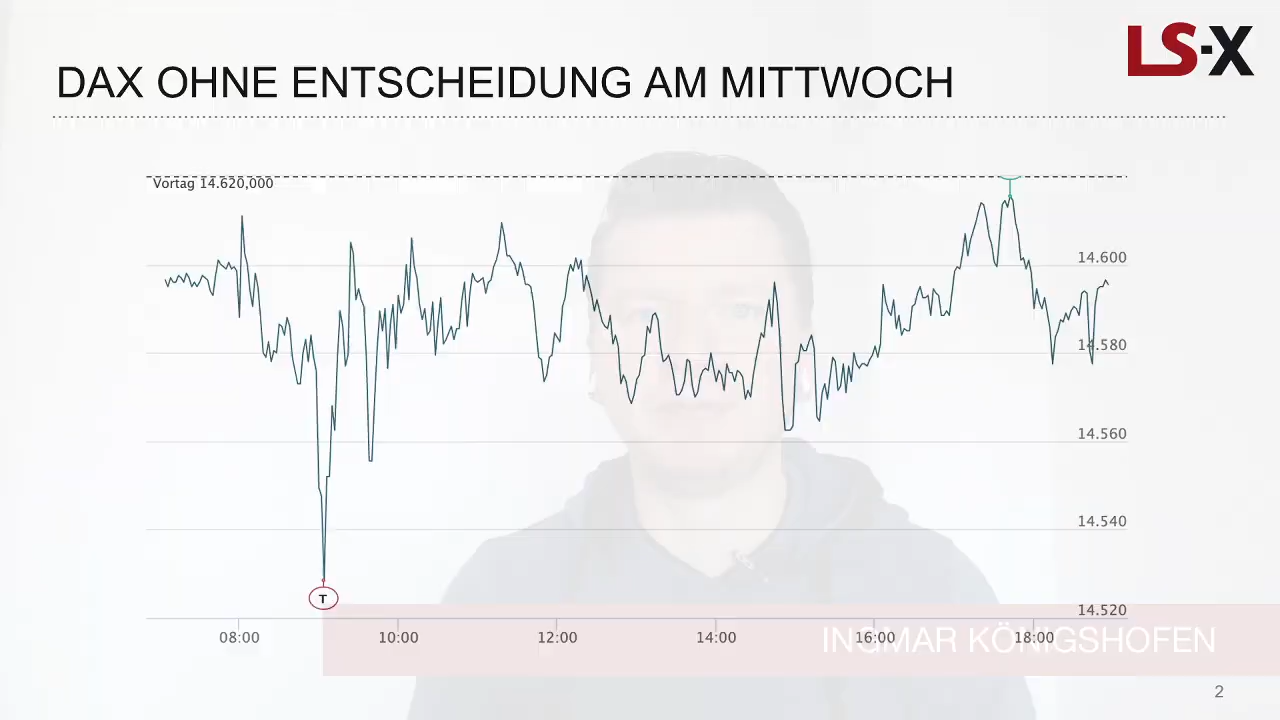 LS-X
DAX OHNE ENTSCHEIDUNG AM MITTWOCH
Vortag 14.620,000
14.600
14.580
14.560
14.540
T
14.520
08:00 10:00 12:00 14:00 16:00 18:00
INGMAR KÖNIGSHOFEN
2